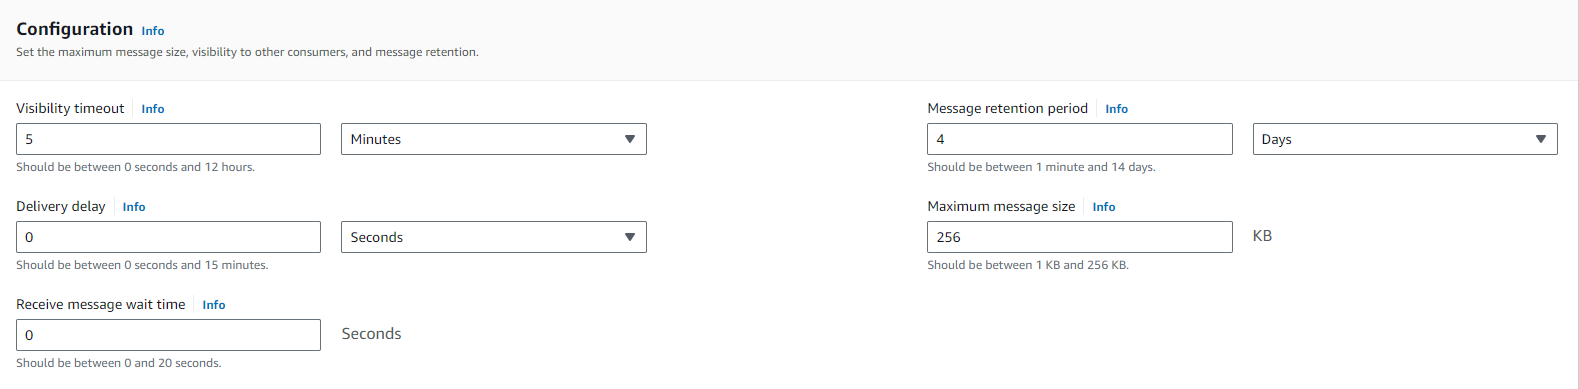 Configuration Info
Set the maximum message size, visibility to other consumers, and message retention.
Visibility timeout Info
5 Minutes
Should be between 0 seconds and 12 hours.
Message retention period Info
4 Days
Should be between 1 minute and 14 days.
Delivery delay Info
0 Seconds
Should be between 0 seconds and 15 minutes.
Maximum message size Info
256 KB
Should be between 1 KB and 256 KB.
Receive message wait time Info
0 Seconds
Should be between 0 and 20 seconds.